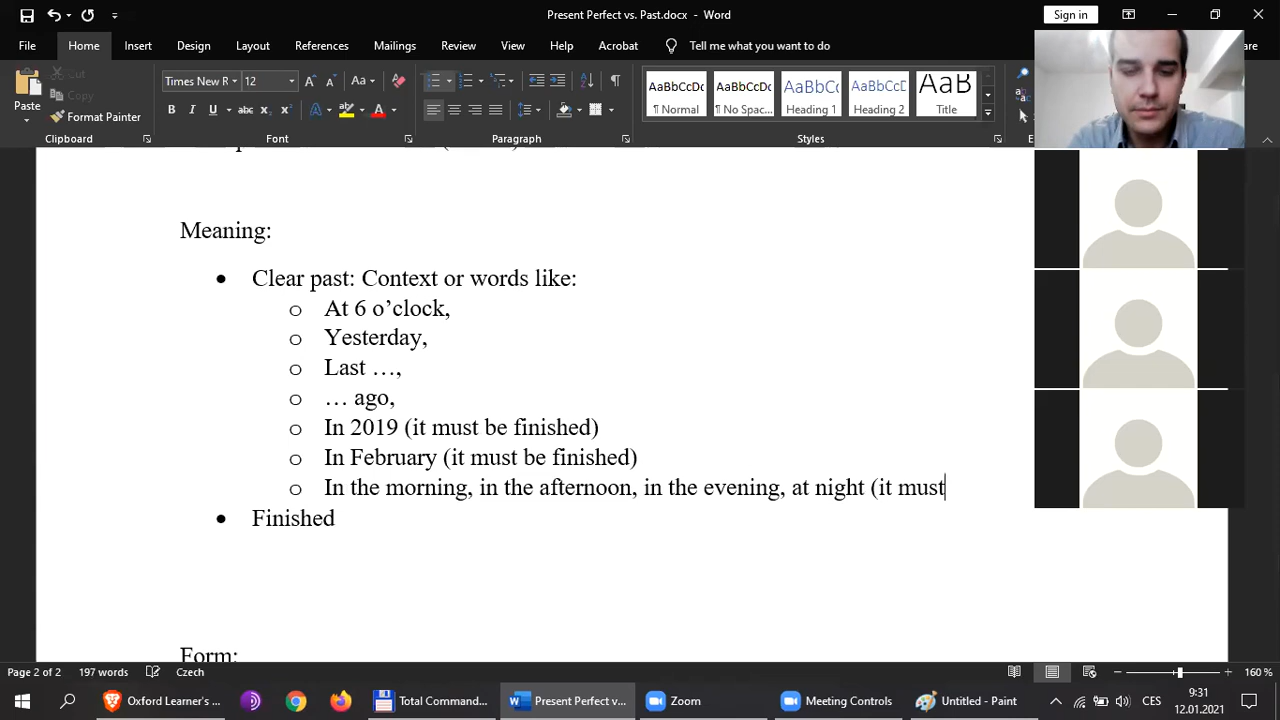 Present Perfect vs. Past.docx - Word
Sign in
File Home Insert Design Layout References Mailings Review View Help Acrobat Tell me what you want to do
Cut
Copy
Paste
Format Painter
Times New R 12
Aa
B I U
AaBbCcDc AaBbCcDc AaBbCcD AaBbCcD AaB
¶ Normal ¶ No Spac... Heading 1 Heading 2 Title
Clipboard Font Paragraph Styles
Meaning:
• Clear past: Context or words like:
o At 6 o’clock,
o Yesterday,
o Last …,
o … ago,
o In 2019 (it must be finished)
o In February (it must be finished)
o In the morning, in the afternoon, in the evening, at night (it must
• Finished
Form:
Page 2 of 2 197 words Czech 160 %
Oxford Learner's ... Total Comman... Present Perfect v... Zoom Meeting Controls Untitled - Paint CES 9:31
12.01.2021